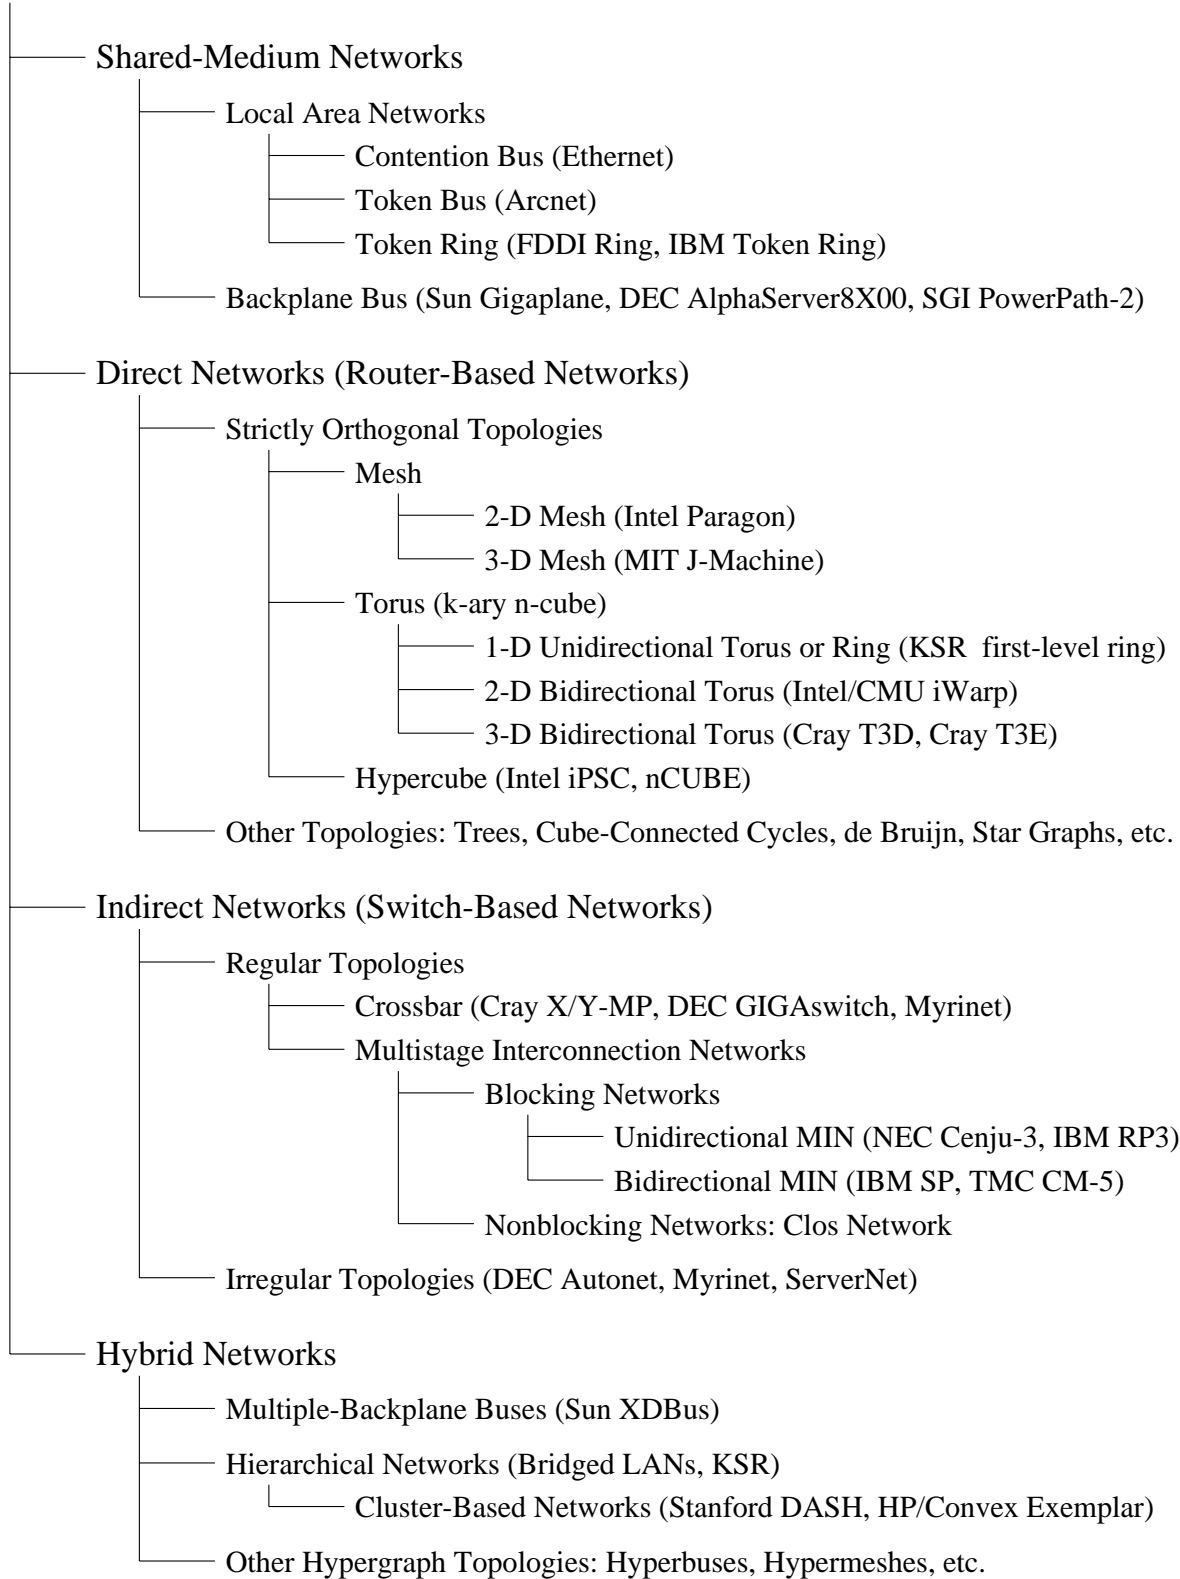 Shared-Medium Networks
Local Area Networks
Contention Bus (Ethernet)
Token Bus (Arcnet)
Token Ring (FDDI Ring, IBM Token Ring)
Backplane Bus (Sun Gigaplane, DEC AlphaServer8X00, SGI PowerPath-2)
Direct Networks (Router-Based Networks)
Strictly Orthogonal Topologies
Mesh
2-D Mesh (Intel Paragon)
3-D Mesh (MIT J-Machine)
Torus (k-ary n-cube)
1-D Unidirectional Torus or Ring (KSR first-level ring)
2-D Bidirectional Torus (Intel/CMU iWarp)
3-D Bidirectional Torus (Cray T3D, Cray T3E)
Hypercube (Intel iPSC, nCUBE)
Other Topologies: Trees, Cube-Connected Cycles, de Bruijn, Star Graphs, etc.
Indirect Networks (Switch-Based Networks)
Regular Topologies
Crossbar (Cray X/Y-MP, DEC GIGAswitch, Myrinet)
Multistage Interconnection Networks
Blocking Networks
Unidirectional MIN (NEC Cenju-3, IBM RP3)
Bidirectional MIN (IBM SP, TMC CM-5)
Nonblocking Networks: Clos Network
Irregular Topologies (DEC Autonet, Myrinet, ServerNet)
Hybrid Networks
Multiple-Backplane Buses (Sun XDBus)
Hierarchical Networks (Bridged LANs, KSR)
Cluster-Based Networks (Stanford DASH, HP/Convex Exemplar)
Other Hypergraph Topologies: Hyperbuses, Hypermeshes, etc.